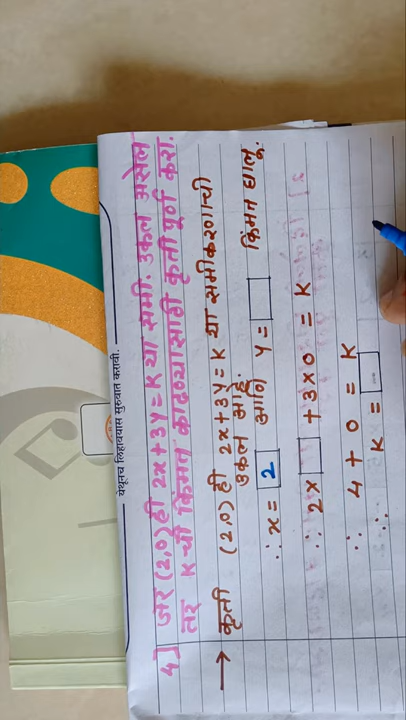 येथूनच लिहावयास सुरुवात करावी.
4] जर (2,0) ही 2x+3y=K या समी. उकल असेल
तर K ची किंमत काढण्यासाठी कृती पूर्ण करा.
→ कृती (2,0) ही 2x+3y=K या समीकरणाची
उकल आहे.
∴ x = 2 आणि y = □ किंमत घालू.
∴ 2x □ + 3x0 = K
∴ 4 + 0 = K
∴ K = □